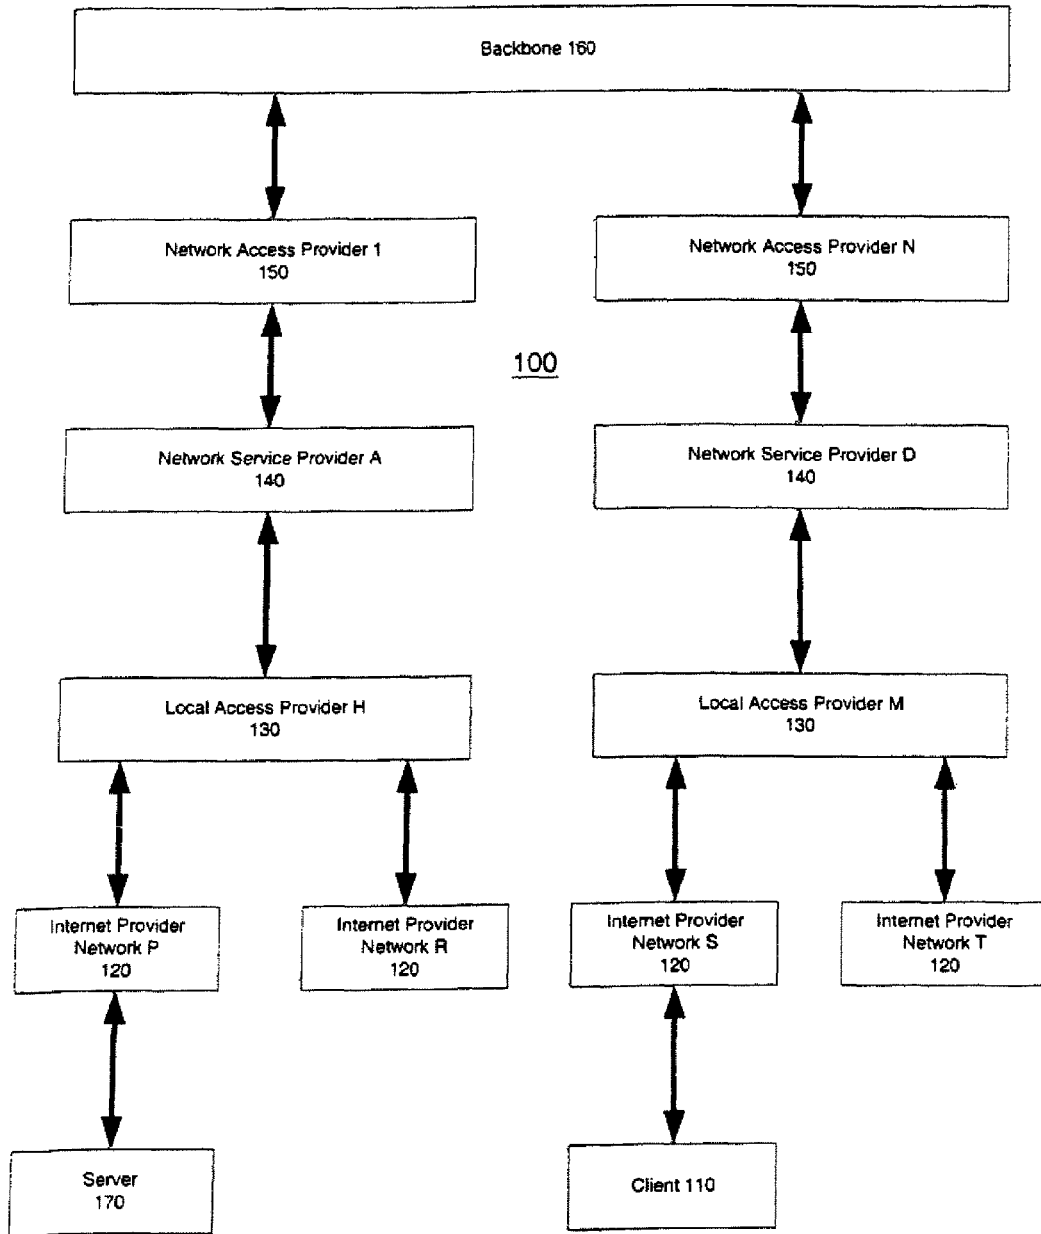 Backbone 160
Network Access Provider 1
150
Network Access Provider N
150
100
Network Service Provider A
140
Network Service Provider D
140
Local Access Provider H
130
Local Access Provider M
130
Internet Provider
Network P
120
Internet Provider
Network R
120
Internet Provider
Network S
120
Internet Provider
Network T
120
Server
170
Client 110